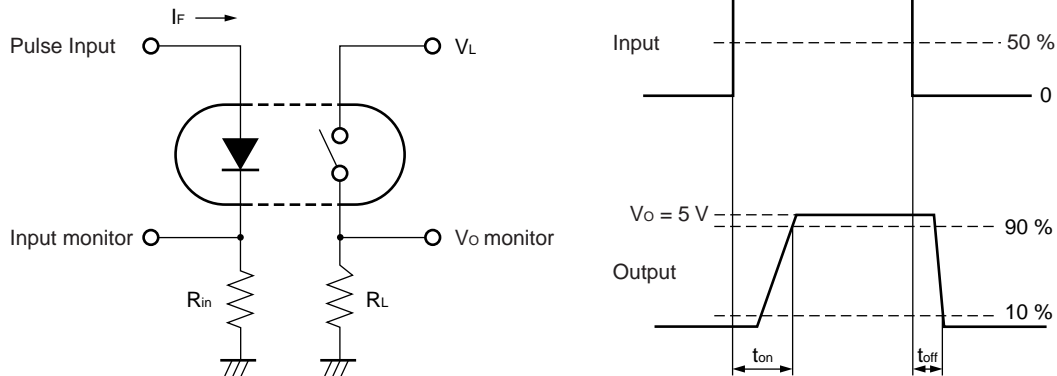 IF
Pulse Input
VL
Input monitor
VO monitor
Rin
RL
Input
50 %
0
VO = 5 V
90 %
Output
10 %
ton
toff